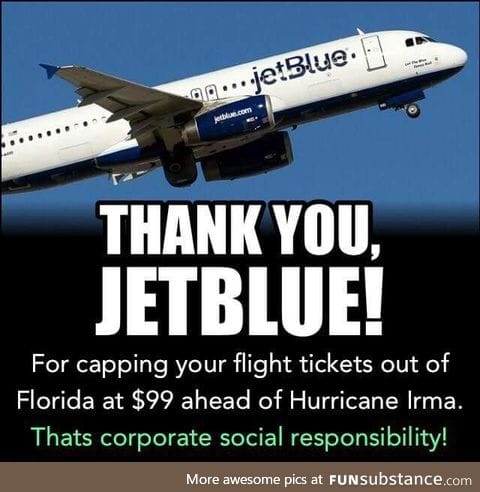 jetBlue
jetblue.com
THANK YOU,
JETBLUE!
For capping your flight tickets out of
Florida at $99 ahead of Hurricane Irma.
Thats corporate social responsibility!
More awesome pics at FUNsubstance.com